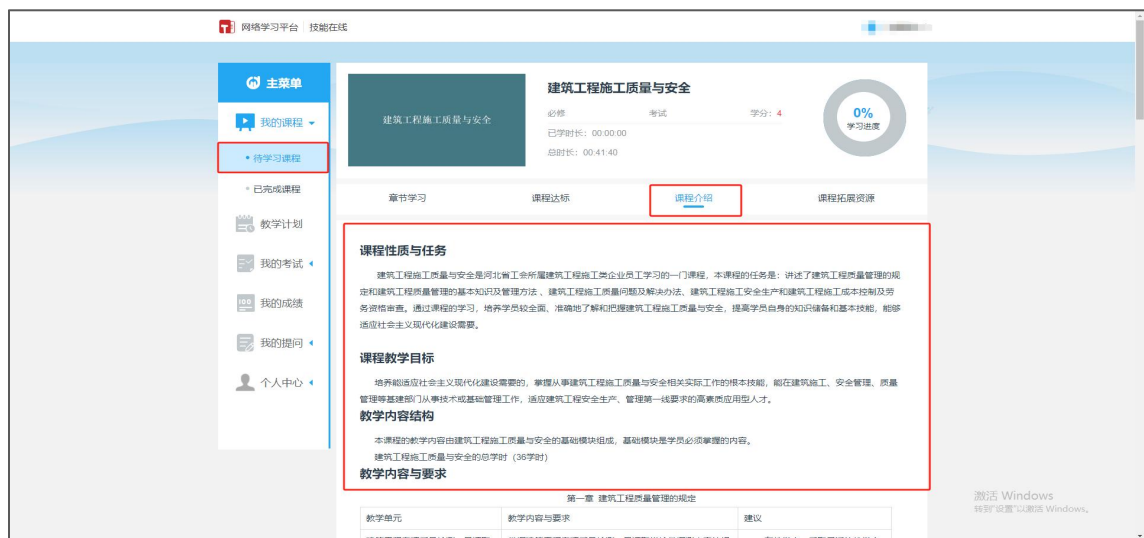 网络学习平台 技能在线
主菜单
我的课程
待学习课程
已完成课程
教学计划
我的考试
我的成绩
我的提问
个人中心
建筑工程施工质量与安全
建筑工程施工质量与安全
必修 考试 学分：4
已学时长：00:00:00
总时长：00:41:40
0%
学习进度
章节学习 课程达标 课程介绍 课程拓展资源
课程性质与任务
建筑工程施工质量与安全是河北省工会所属建筑工程施工类企业员工学习的一门课程，本课程的任务是：讲述了建筑工程质量管理的规
定和建筑工程质量管理的基本知识及管理方法 、建筑工程施工质量问题及解决办法、建筑工程施工安全生产和建筑工程施工成本控制及劳
务资格审查。通过课程的学习，培养学员较全面、准确地了解和把握建筑工程施工质量与安全，提高学员自身的知识储备和基本技能，能够
适应社会主义现代化建设需要。
课程教学目标
培养能适应社会主义现代化建设需要的，掌握从事建筑工程施工质量与安全相关实际工作的根本技能，能在建筑施工、安全管理、质量
管理等基建部门从事技术或基础管理工作，适应建筑工程安全生产、管理第一线要求的高素质应用型人才。
教学内容结构
本课程的教学内容由建筑工程施工质量与安全的基础模块组成，基础模块是学员必须掌握的内容。
建筑工程施工质量与安全的总学时（36学时）
教学内容与要求
第一章 建筑工程质量管理的规定
教学单元 教学内容与要求 建议
激活 Windows
转到"设置"以激活 Windows。